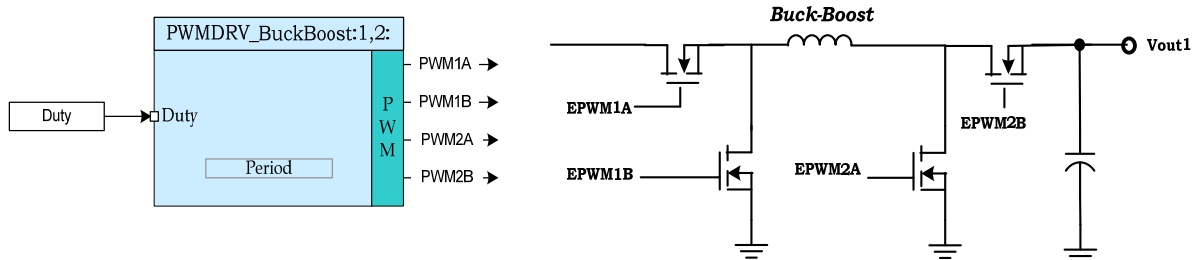 PWMDRV_BuckBoost:1,2:
Duty
Duty
Period
P
W
M
PWM1A
PWM1B
PWM2A
PWM2B
Buck-Boost
Vout1
EPWM1A
EPWM2B
EPWM1B
EPWM2A